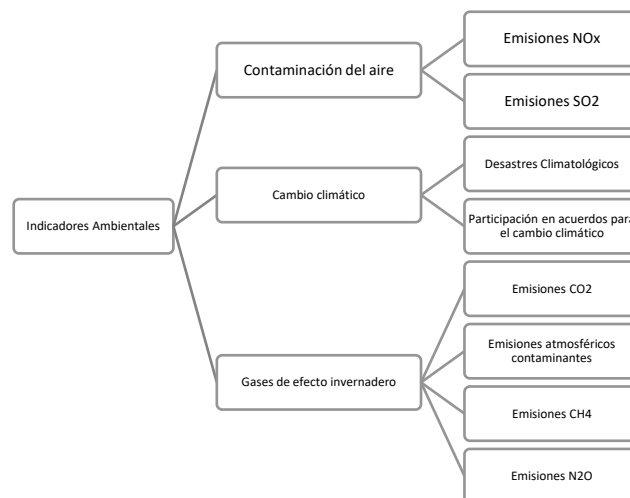 Emisiones NOx
Contaminación del aire
Emisiones SO2
Desastres Climatológicos
Cambio climático
Participación en acuerdos para
el cambio climático
Indicadores Ambientales
Emisiones CO2
Emisiones atmosféricos
contaminantes
Gases de efecto invernadero
Emisiones CH4
Emisiones N2O